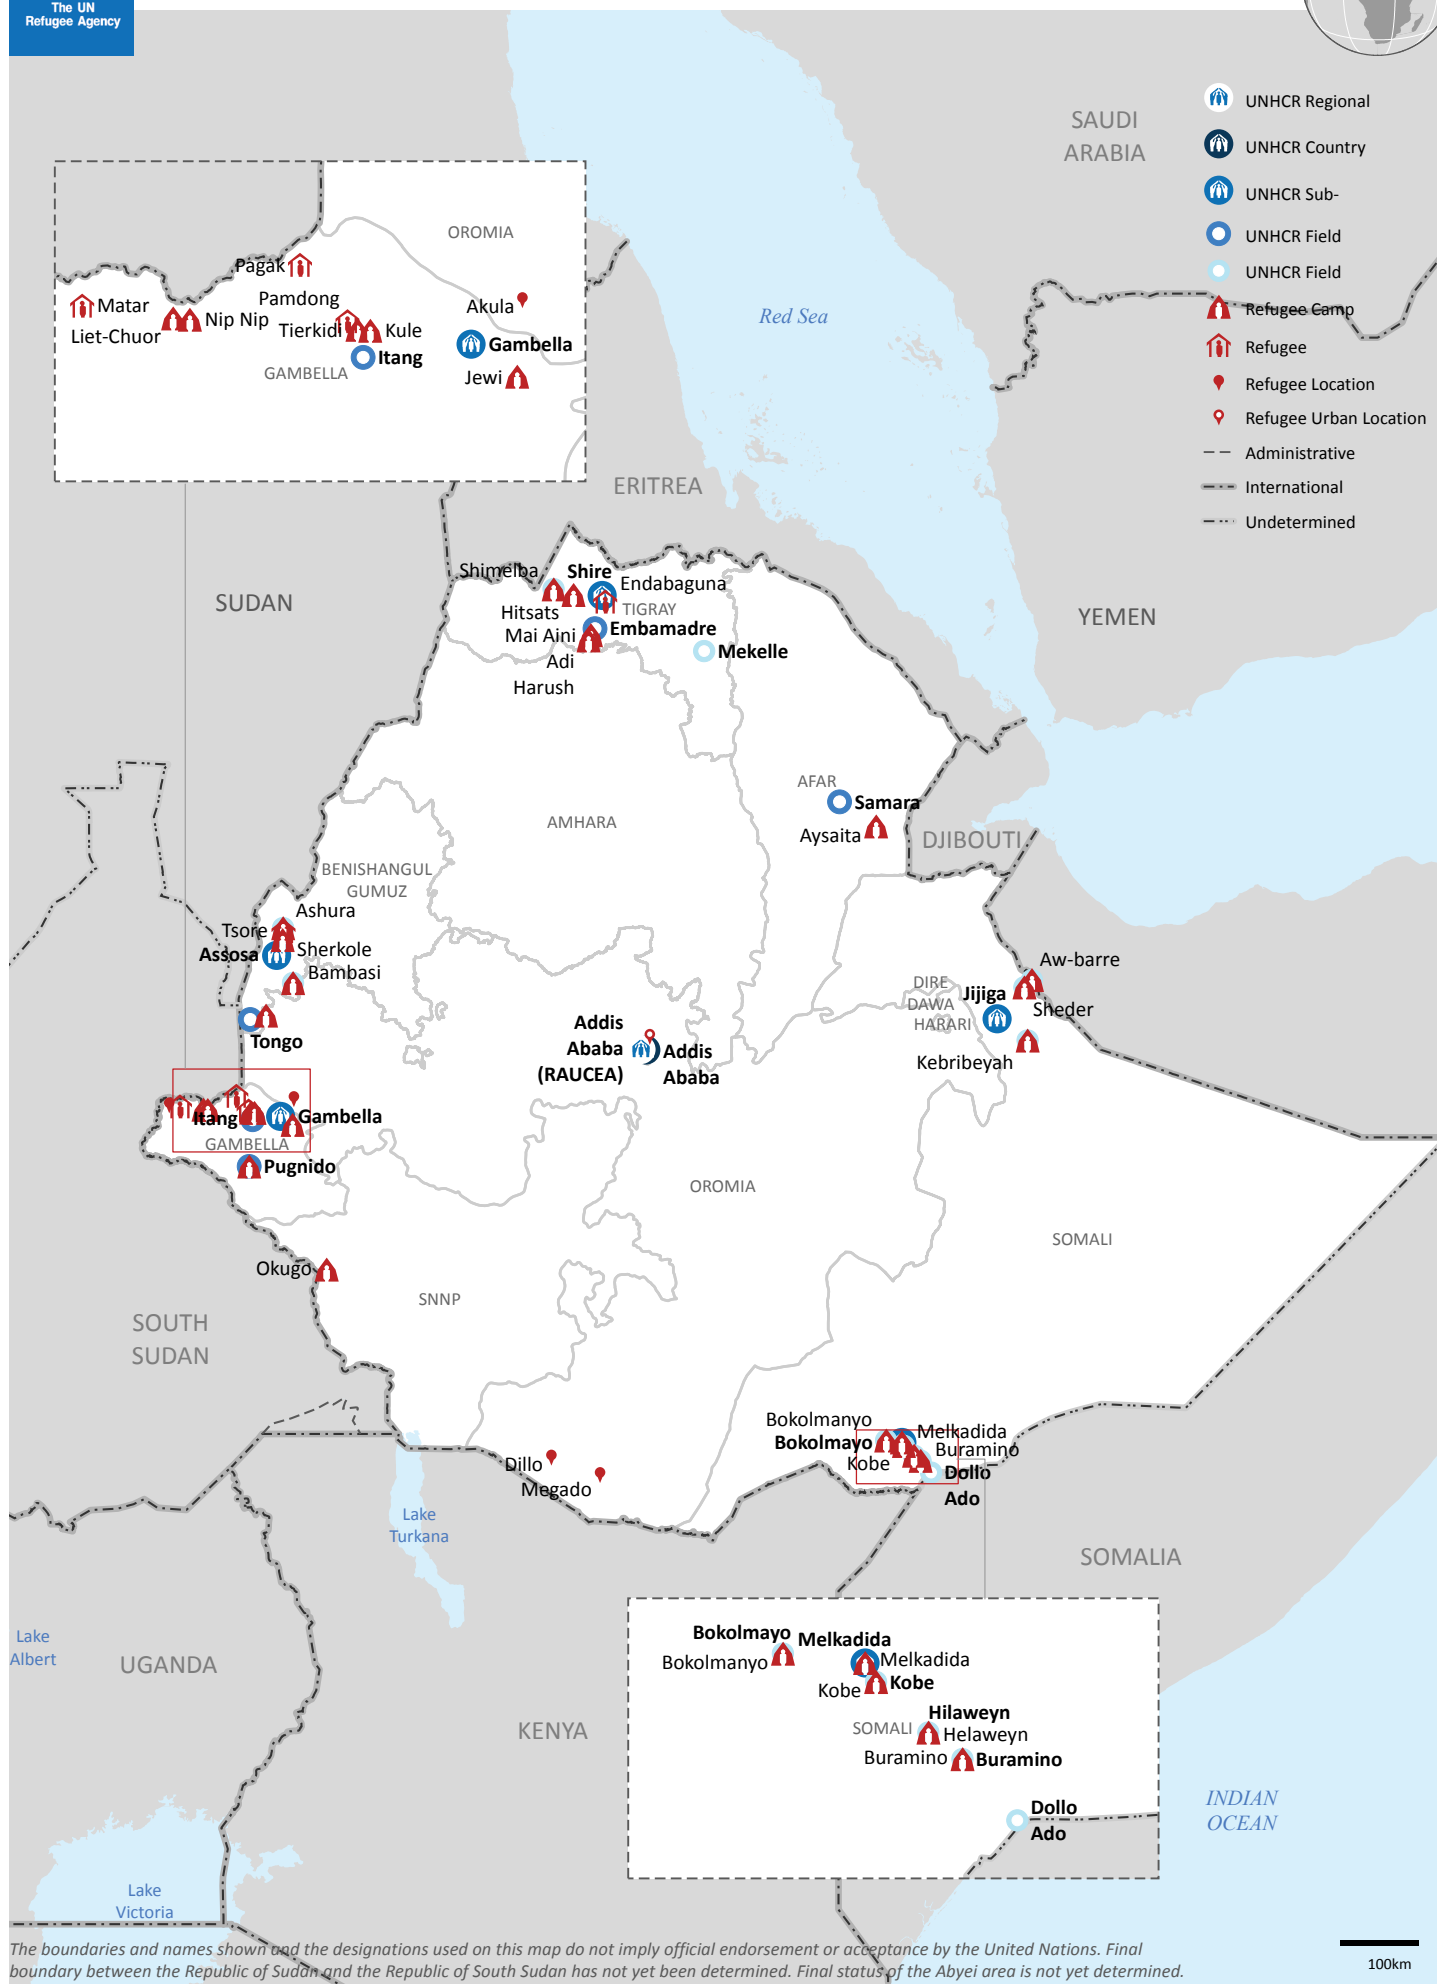 The UN
Refugee Agency
UNHCR Regional
SAUDI
ARABIA
UNHCR Country
UNHCR Sub-
UNHCR Field
UNHCR Field
Refugee Camp
Refugee
Refugee Location
Refugee Urban Location
Administrative
International
Undetermined
OROMIA
Pagak
Matar
Pamdong
Akula
Liet-Chuor
Nip Nip
Tierkidi
Kule
Gambella
Itang
GAMBELLA
Jewi
Red Sea
ERITREA
SUDAN
YEMEN
Shimelba
Shire
Endabaguna
Hitsats
TIGRAY
Mai Aini
Embamadre
Adi
Harush
Mekelle
AFAR
Samara
Aysaita
AMHARA
DJIBOUTI
BENISHANGUL
GUMUZ
Ashura
Tsore
Assosa
Sherkole
Bambasi
Tongo
Aw-barre
DIRE
DAWA
HARARI
Jijiga
Sheder
Kebribeyah
Addis
Ababa
(RAUCEA)
Addis
Ababa
Itang
Gambella
GAMBELLA
Pugnido
OROMIA
SOMALI
Okugo
SNNP
SOUTH
SUDAN
Bokolmanyo
Bokolmayo
Melkadida
Buramino
Kobe
Dollo
Ado
Dillo
Megado
Lake
Turkana
SOMALIA
Lake
Albert
UGANDA
KENYA
Bokolmayo
Melkadida
Bokolmanyo
Melkadida
Kobe
Kobe
Hilaweyn
SOMALI
Helaweyn
Buramino
Buramino
Dollo
Ado
INDIAN
OCEAN
Lake
Victoria
The boundaries and names shown and the designations used on this map do not imply official endorsement or acceptance by the United Nations. Final
boundary between the Republic of Sudan and the Republic of South Sudan has not yet been determined. Final status of the Abyei area is not yet determined.
100km